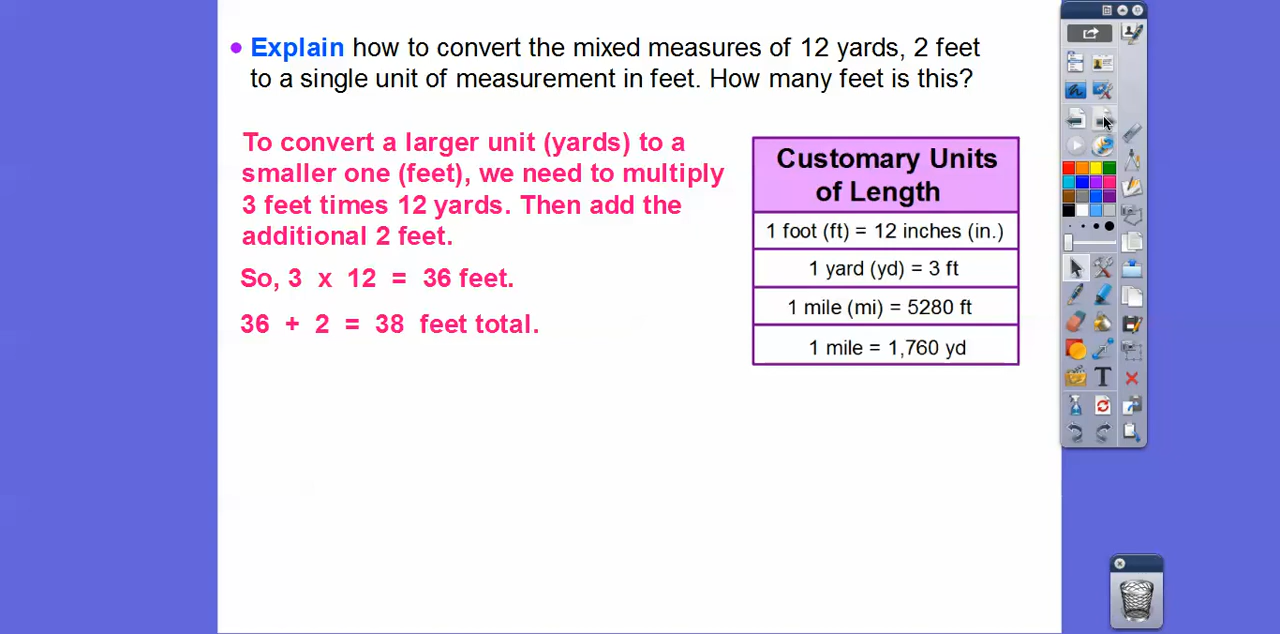 • Explain how to convert the mixed measures of 12 yards, 2 feet
to a single unit of measurement in feet. How many feet is this?
To convert a larger unit (yards) to a
smaller one (feet), we need to multiply
3 feet times 12 yards. Then add the
additional 2 feet.
So, 3 x 12 = 36 feet.
36 + 2 = 38 feet total.
Customary Units
of Length
1 foot (ft) = 12 inches (in.)
1 yard (yd) = 3 ft
1 mile (mi) = 5280 ft
1 mile = 1,760 yd